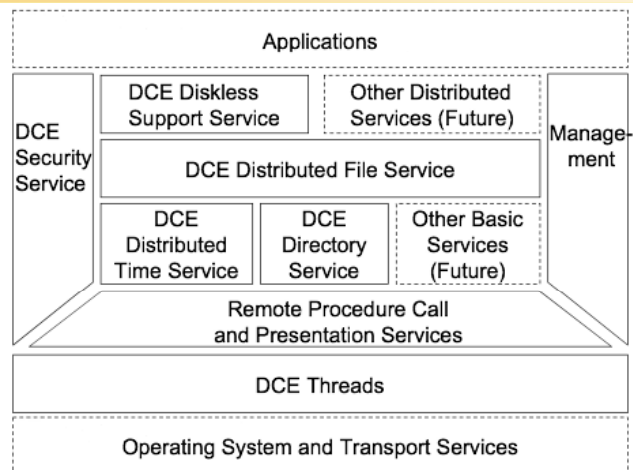 Applications
DCE
Security
Service
DCE Diskless
Support Service
Other Distributed
Services (Future)
Manage-
ment
DCE Distributed File Service
DCE
Distributed
Time Service
DCE
Directory
Service
Other Basic
Services
(Future)
Remote Procedure Call
and Presentation Services
DCE Threads
Operating System and Transport Services